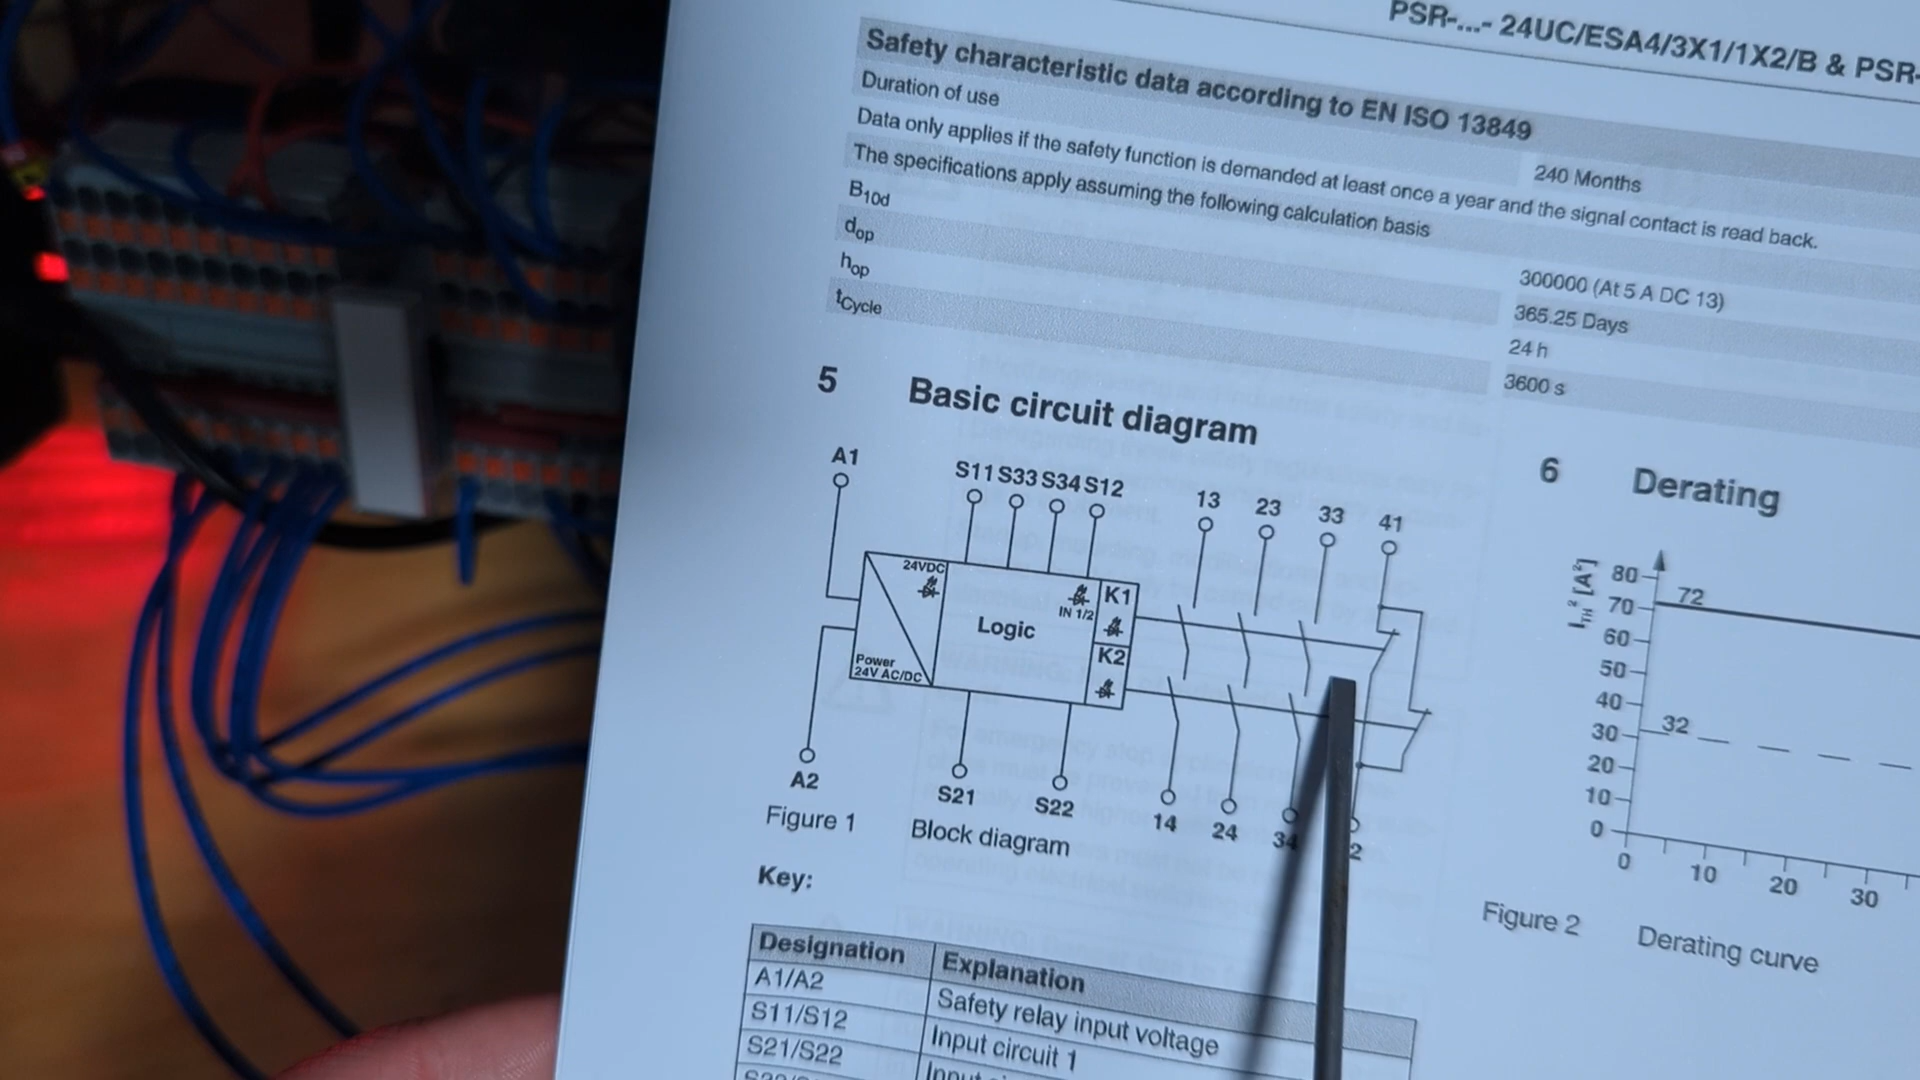 PSR-...- 24UC/ESA4/3X1/1X2/B & PSR-
Safety characteristic data according to EN ISO 13849
Duration of use 240 Months
Data only applies if the safety function is demanded at least once a year and the signal contact is read back.
The specifications apply assuming the following calculation basis
B10d 300000 (At 5 A DC 13)
dop 365.25 Days
hop 24 h
tCycle 3600 s
5 Basic circuit diagram
A1 S11 S33 S34 S12 13 23 33 41
24VDC
IN 1/2
K1
Logic
K2
Power
24V AC/DC
A2 S21 S22 14 24 34 2
Figure 1 Block diagram
Key:
Designation Explanation
A1/A2 Safety relay input voltage
S11/S12 Input circuit 1
S21/S22
6 Derating
ITH² [A²]
80
72
70
60
50
40
32
30
20
10
0
0 10 20 30
Figure 2 Derating curve